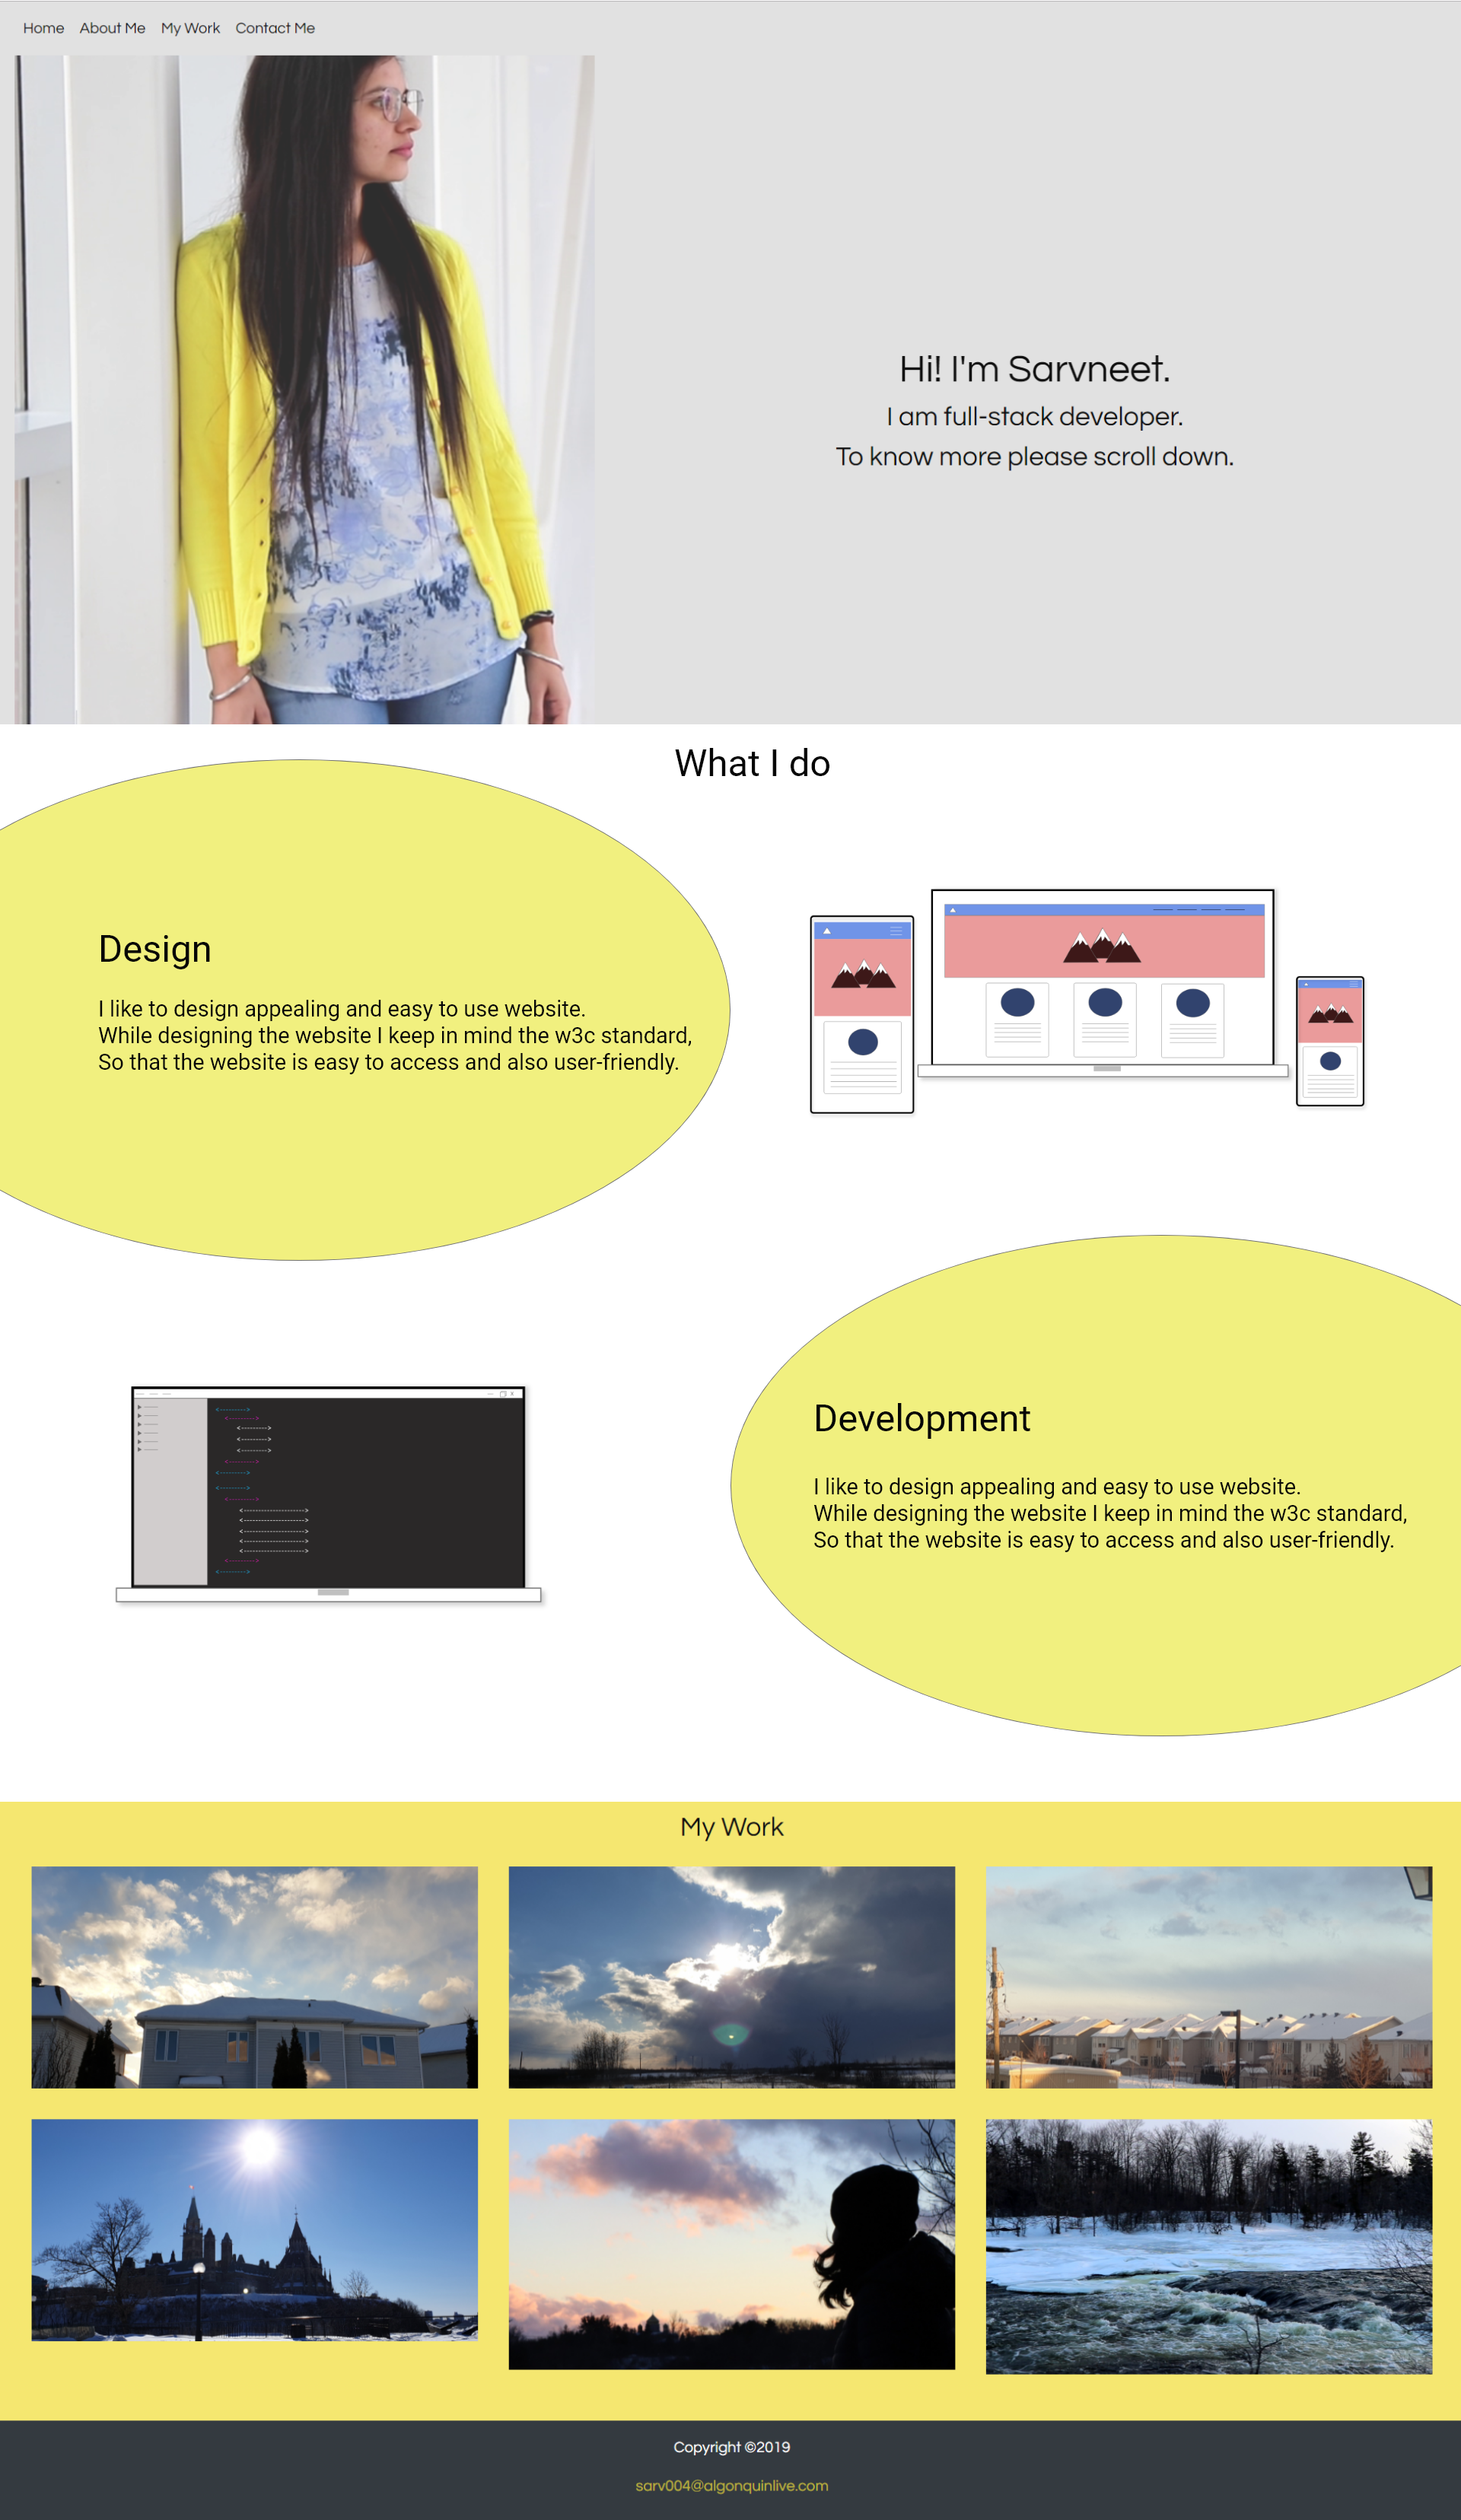 Home About Me My Work Contact Me
Hi! I'm Sarvneet.
I am full-stack developer.
To know more please scroll down.
What I do
Design
I like to design appealing and easy to use website.
While designing the website I keep in mind the w3c standard,
So that the website is easy to access and also user-friendly.
Development
I like to design appealing and easy to use website.
While designing the website I keep in mind the w3c standard,
So that the website is easy to access and also user-friendly.
My Work
Copyright ©2019
sarv004@algonquinlive.com